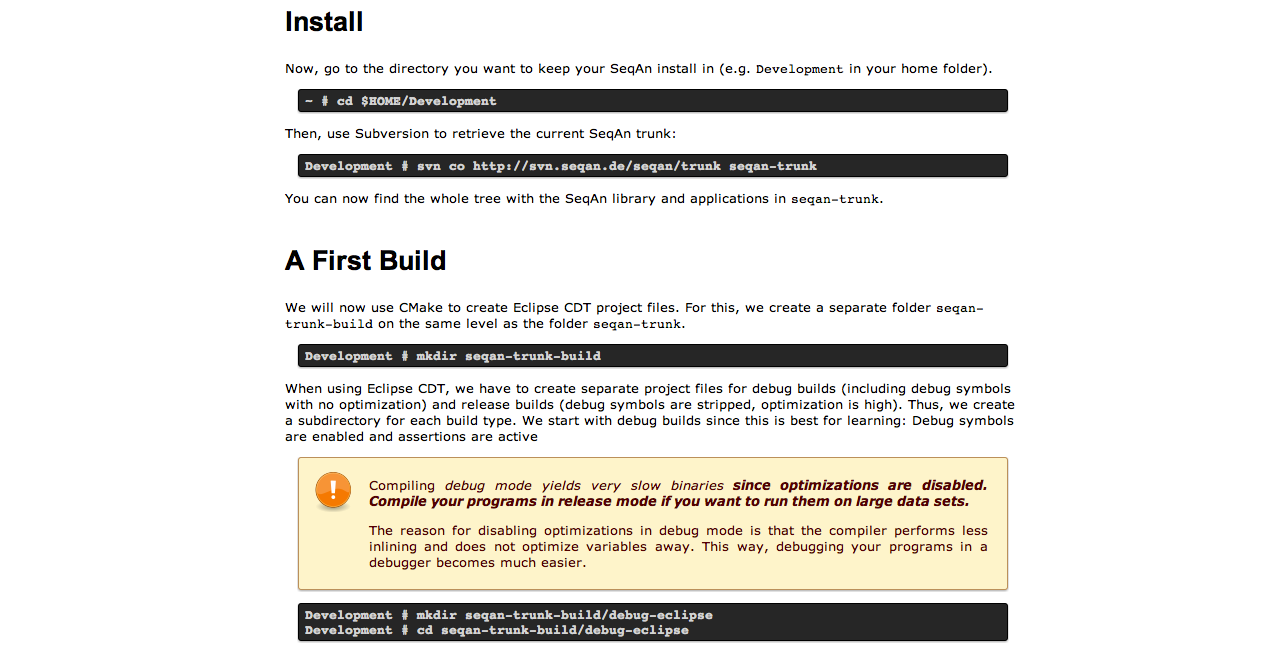 Install
Now, go to the directory you want to keep your SeqAn install in (e.g. Development in your home folder).
~ # cd $HOME/Development
Then, use Subversion to retrieve the current SeqAn trunk:
Development # svn co http://svn.seqan.de/seqan/trunk seqan-trunk
You can now find the whole tree with the SeqAn library and applications in seqan-trunk.
A First Build
We will now use CMake to create Eclipse CDT project files. For this, we create a separate folder seqan-
trunk-build on the same level as the folder seqan-trunk.
Development # mkdir seqan-trunk-build
When using Eclipse CDT, we have to create separate project files for debug builds (including debug symbols
with no optimization) and release builds (debug symbols are stripped, optimization is high). Thus, we create
a subdirectory for each build type. We start with debug builds since this is best for learning: Debug symbols
are enabled and assertions are active
Compiling debug mode yields very slow binaries since optimizations are disabled.
Compile your programs in release mode if you want to run them on large data sets.
The reason for disabling optimizations in debug mode is that the compiler performs less
inlining and does not optimize variables away. This way, debugging your programs in a
debugger becomes much easier.
Development # mkdir seqan-trunk-build/debug-eclipse
Development # cd seqan-trunk-build/debug-eclipse